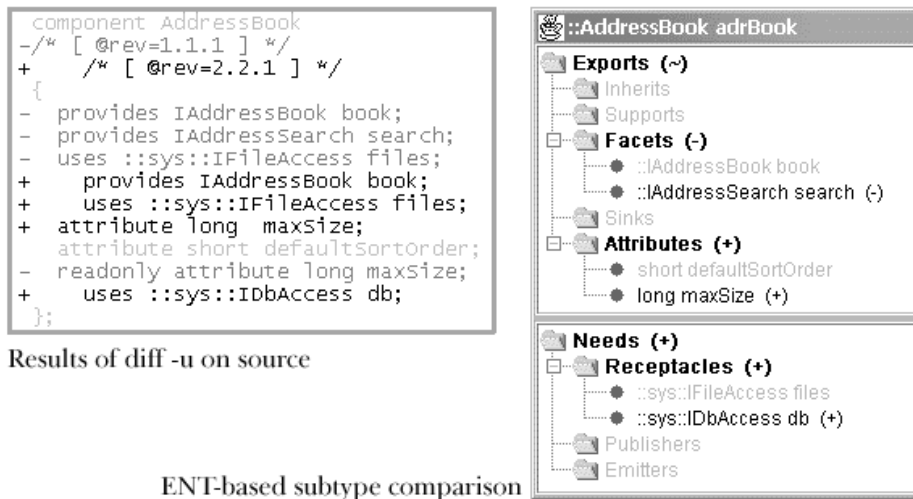 component AddressBook
-/* [ @rev=1.1.1 ] */
+     /* [ @rev=2.2.1 ] */
{
-  provides IAddressBook book;
-  provides IAddressSearch search;
-  uses ::sys::IFileAccess files;
+     provides IAddressBook book;
+     uses ::sys::IFileAccess files;
+  attribute long  maxSize;
attribute short defaultSortOrder;
-  readonly attribute long maxSize;
+     uses ::sys::IDbAccess db;
};
Results of diff -u on source
::AddressBook adrBook
Exports (~)
Inherits
Supports
Facets (-)
::IAddressBook book
::IAddressSearch search (-)
Sinks
Attributes (+)
short defaultSortOrder
long maxSize (+)
Needs (+)
Receptacles (+)
::sys::IFileAccess files
::sys::IDbAccess db (+)
Publishers
Emitters
ENT-based subtype comparison